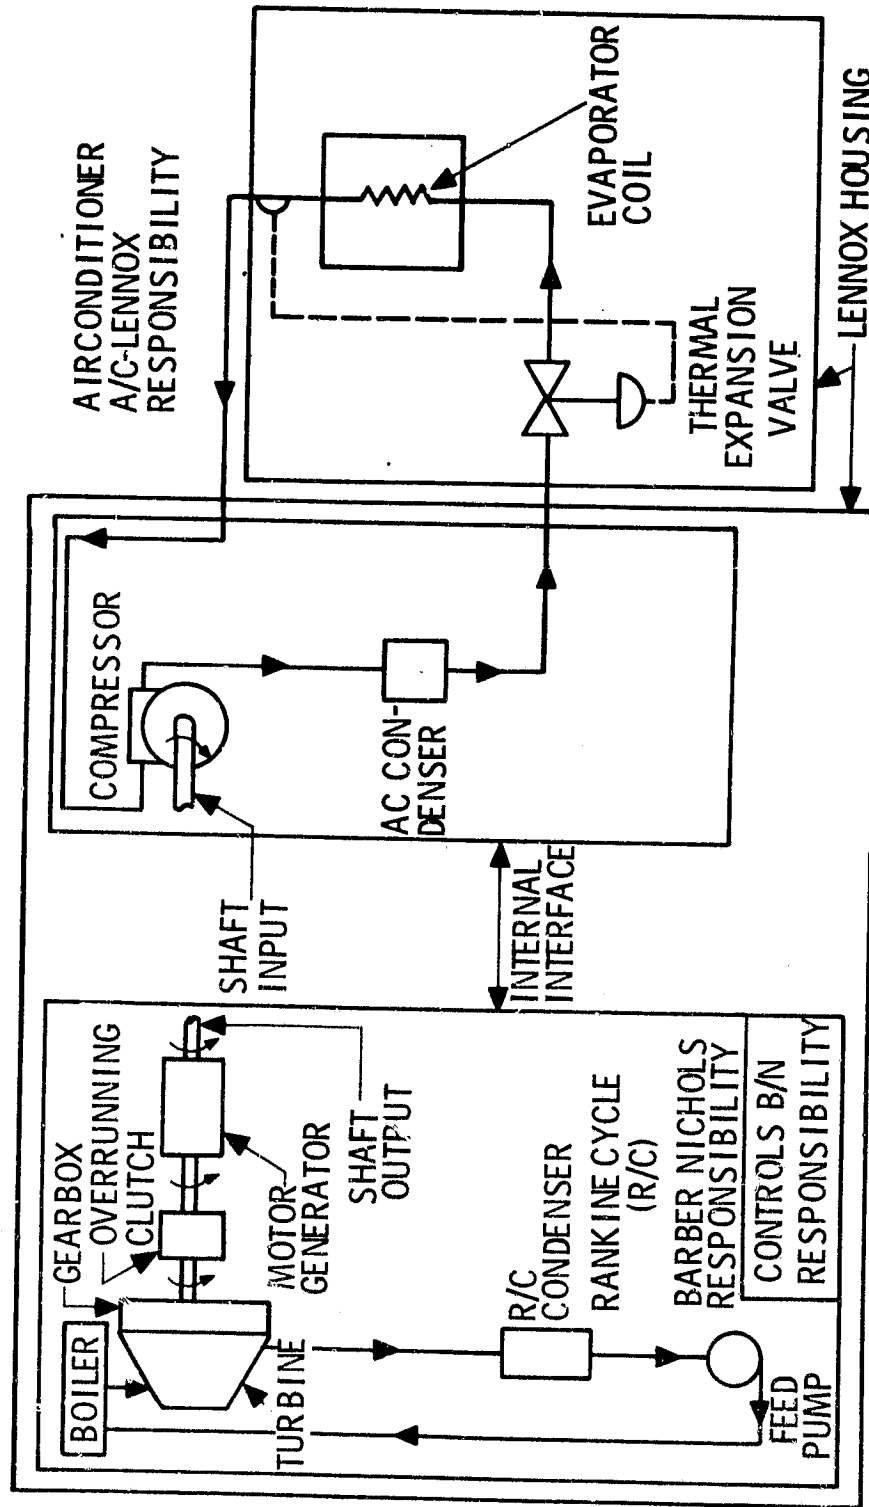 GEARBOX
OVERRUNNING
CLUTCH
BOILER
TURBINE
MOTOR
GENERATOR
SHAFT
OUTPUT
R/C
CONDENSER
RANKINE CYCLE
(R/C)
BARBER NICHOLS
RESPONSIBILITY
CONTROLS B/N
RESPONSIBILITY
FEED
PUMP
SHAFT
INPUT
INTERNAL
INTERFACE
COMPRESSOR
AC CON-
DENSER
AIRCONDITIONER
A/C-LENNOX
RESPONSIBILITY
EVAPORATOR
COIL
THERMAL
EXPANSION
VALVE
LENNOX HOUSING